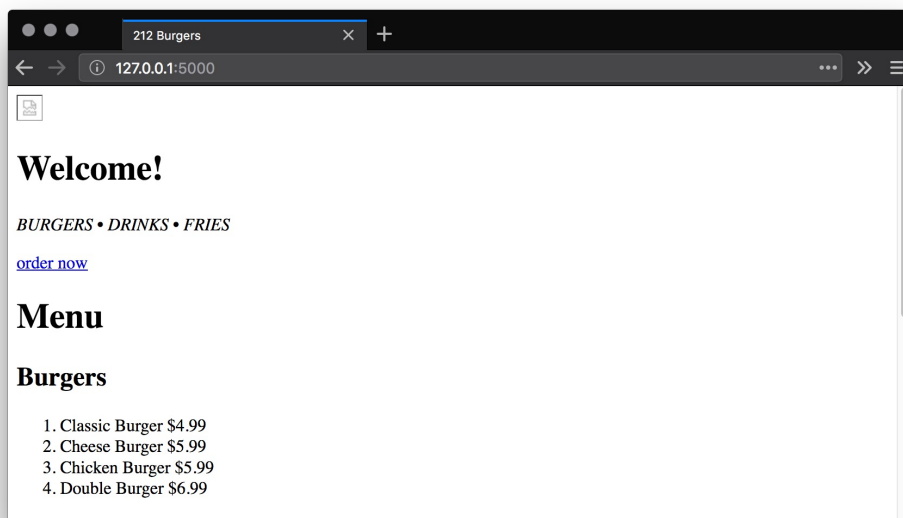 212 Burgers
127.0.0.1:5000
Welcome!
BURGERS • DRINKS • FRIES
order now
Menu
Burgers
1. Classic Burger $4.99
2. Cheese Burger $5.99
3. Chicken Burger $5.99
4. Double Burger $6.99